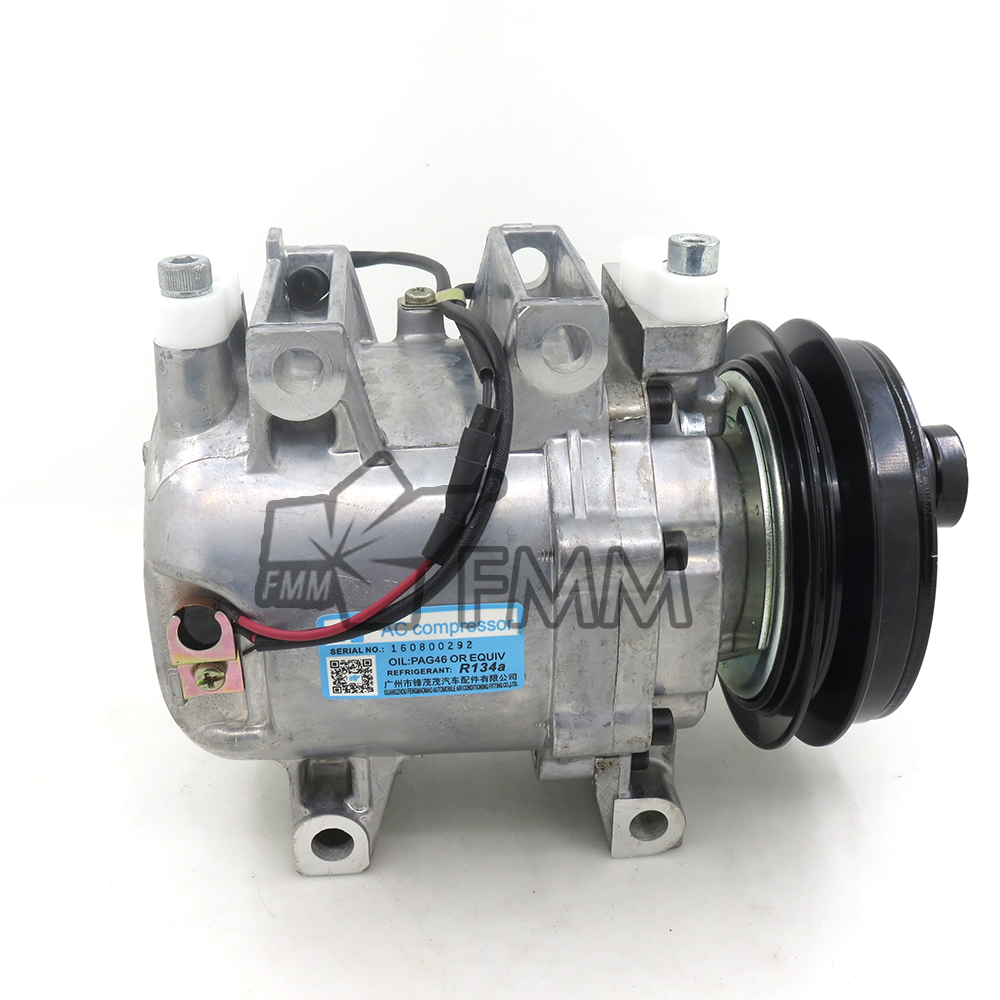 FMM
FMM
AC compressor
SERIAL NO.: 160800292
OIL:PAG46 OR EQUIV
REFRIGERANT: R134a
广州市锋茂茂汽车配件有限公司
GUANGZHOU FENGMAOMAO AUTOMOBILE AIR CONDITIONING FITTING CO.,LTD.